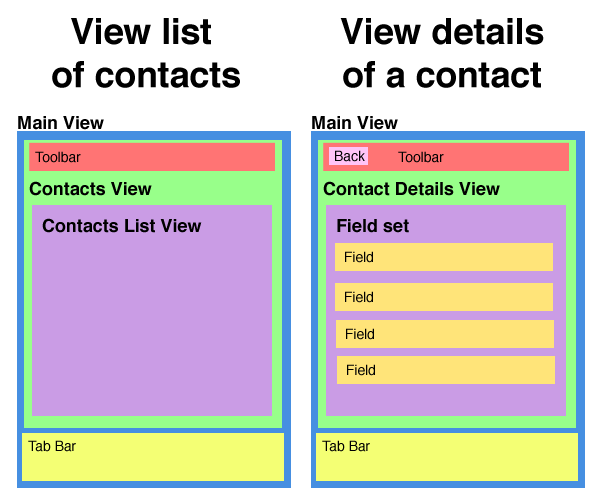 View list
of contacts
Main View
Toolbar
Contacts View
Contacts List View
Tab Bar
View details
of a contact
Main View
Back Toolbar
Contact Details View
Field set
Field
Field
Field
Field
Tab Bar